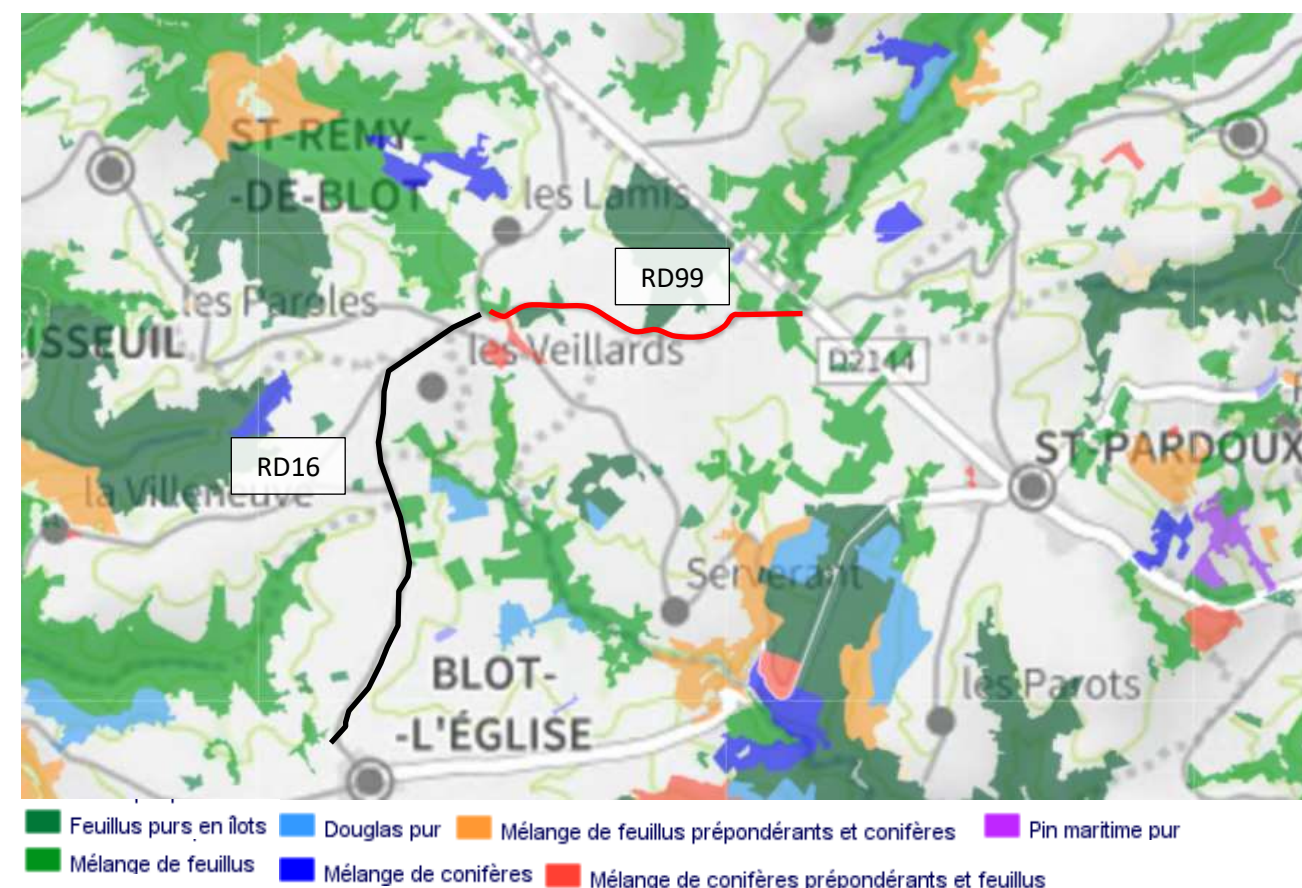 ST-RÉMY-
-DE-BLOT
les Lamis
RD99
les Paroles
ISSEUIL
les Veillards
D2144
ST-PARDOUX
RD16
la Villeneuve
Serverant
BLOT-
-L'ÉGLISE
les Parots
Feuillus purs en îlots
Douglas pur
Mélange de feuillus prépondérants et conifères
Pin maritime pur
Mélange de feuillus
Mélange de conifères
Mélange de conifères prépondérants et feuillus